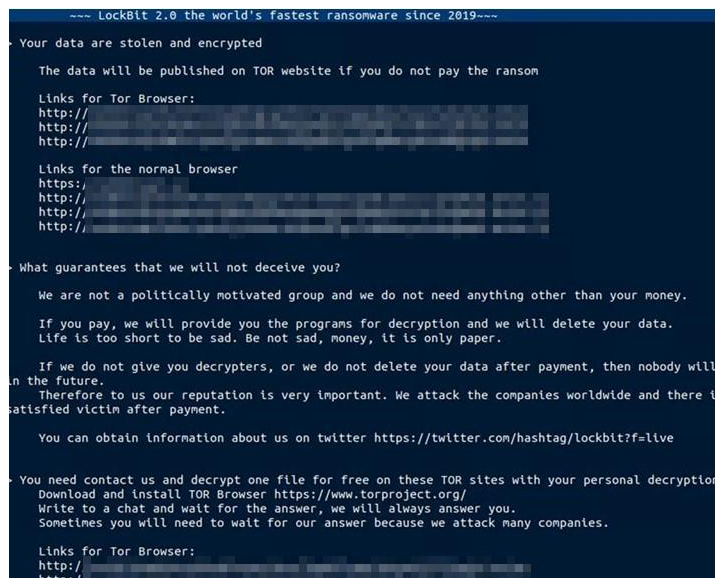 ~~~ LockBit 2.0 the world's fastest ransomware since 2019~~~
> Your data are stolen and encrypted
The data will be published on TOR website if you do not pay the ransom
Links for Tor Browser:
http://
http://
http://
Links for the normal browser
https:/
http://
http://
http://
> What guarantees that we will not deceive you?
We are not a politically motivated group and we do not need anything other than your money.
If you pay, we will provide you the programs for decryption and we will delete your data.
Life is too short to be sad. Be not sad, money, it is only paper.
If we do not give you decrypters, or we do not delete your data after payment, then nobody will
in the future.
Therefore to us our reputation is very important. We attack the companies worldwide and there i
satisfied victim after payment.
You can obtain information about us on twitter https://twitter.com/hashtag/lockbit?f=live
> You need contact us and decrypt one file for free on these TOR sites with your personal decryption
Download and install TOR Browser https://www.torproject.org/
Write to a chat and wait for the answer, we will always answer you.
Sometimes you will need to wait for our answer because we attack many companies.
Links for Tor Browser:
http:/